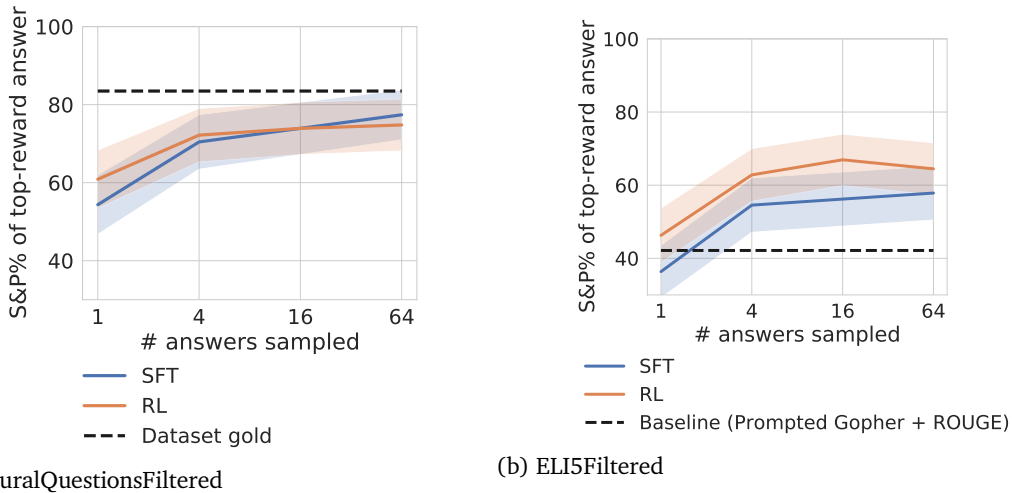 S&P% of top-reward answer
100
80
60
40
1 4 16 64
# answers sampled
SFT
RL
Dataset gold
uralQuestionsFiltered
S&P% of top-reward answer
100
80
60
40
1 4 16 64
# answers sampled
SFT
RL
Baseline (Prompted Gopher + ROUGE)
(b) ELI5Filtered